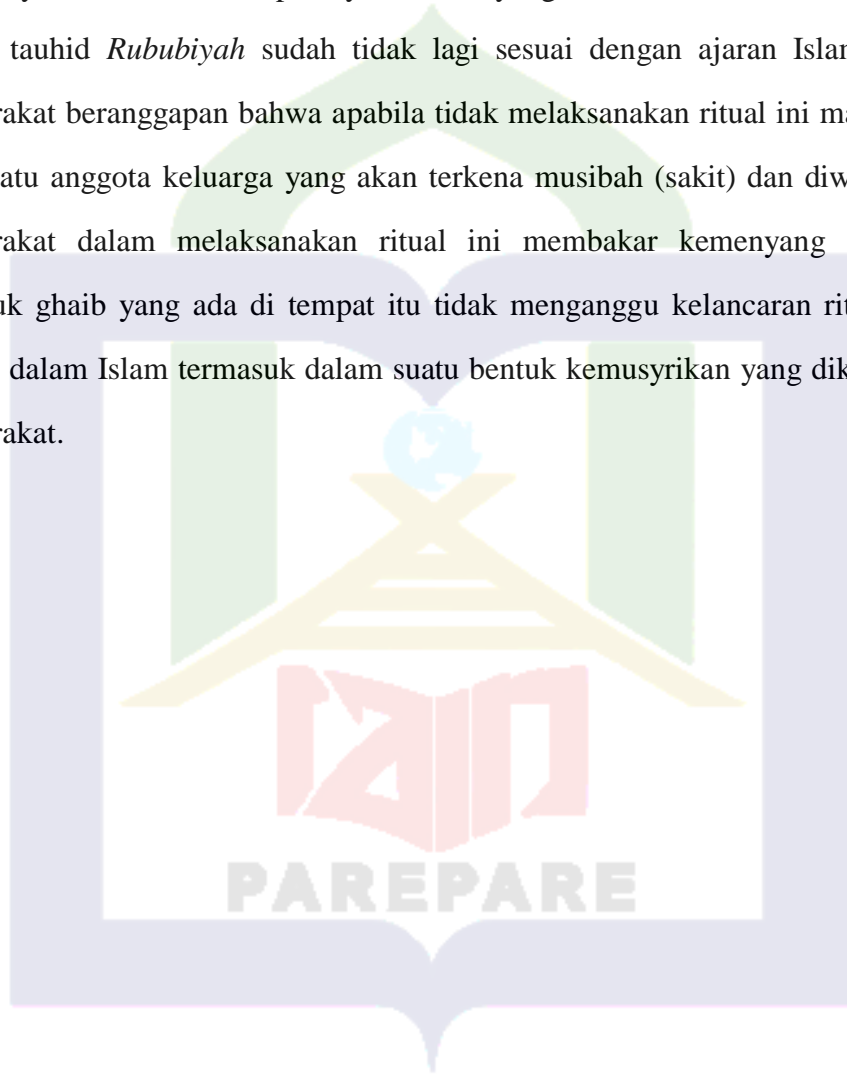 tauhid Rububiyah sudah tidak lagi sesuai dengan ajaran Islam
rakat beranggapan bahwa apabila tidak melaksanakan ritual ini ma
atu anggota keluarga yang akan terkena musibah (sakit) dan diw
rakat dalam melaksanakan ritual ini membakar kemenyang
uk ghaib yang ada di tempat itu tidak menganggu kelancaran rit
dalam Islam termasuk dalam suatu bentuk kemusyrikan yang dik
rakat.
iain
PAREPARE